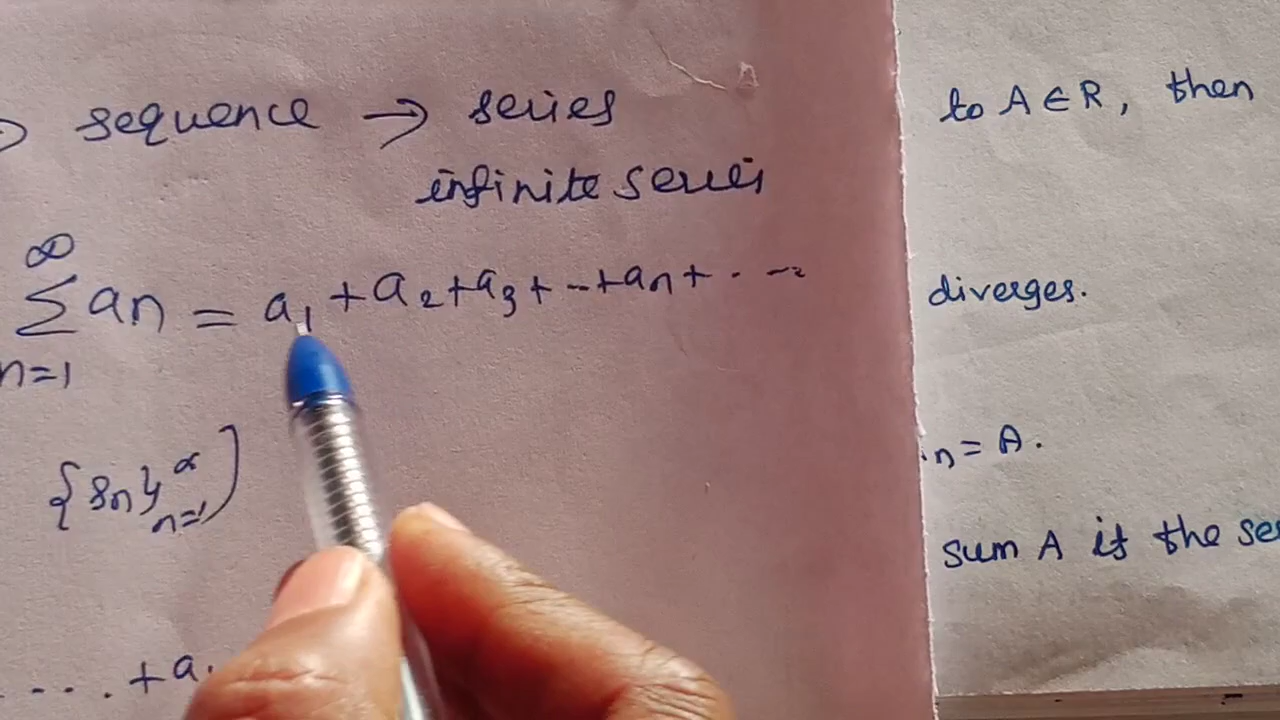 sequence → series
infinite series
∞
∑ an = a1 + a2 + a3 + ... + an + ....
n=1
{sn}∞n=1)
.... + a
to A ∈ R, then
diverges.
n = A.
sum A if the se